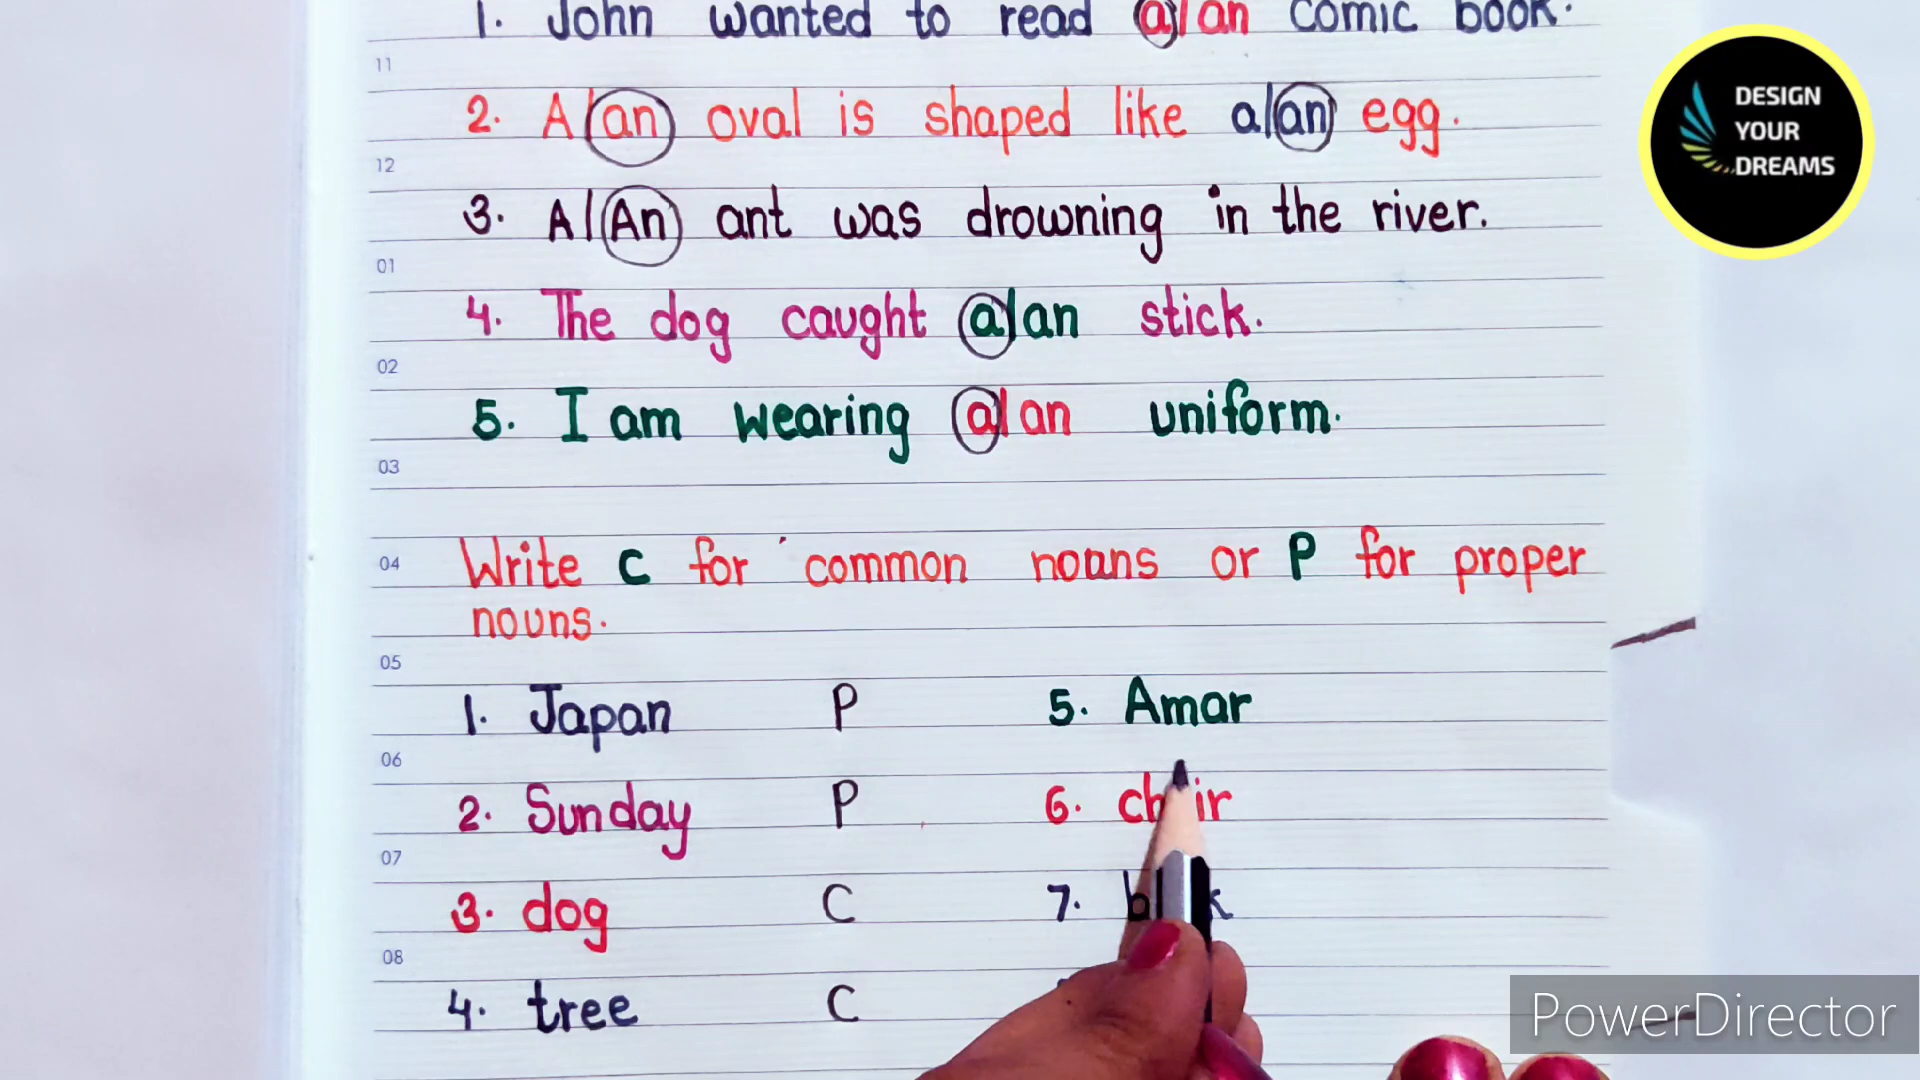 1. John wanted to read a/an comic book.
11
2. A/an oval is shaped like a/an egg.
12
3. A/An ant was drowning in the river.
01
4. The dog caught a/an stick.
02
5. I am wearing a/an uniform.
03
04 Write C for common nouns or P for proper
nouns.
05
1. Japan P 5. Amar
06
2. Sunday P 6. chair
07
3. dog C 7.
08
4. tree C
DESIGN
YOUR
DREAMS
PowerDirector